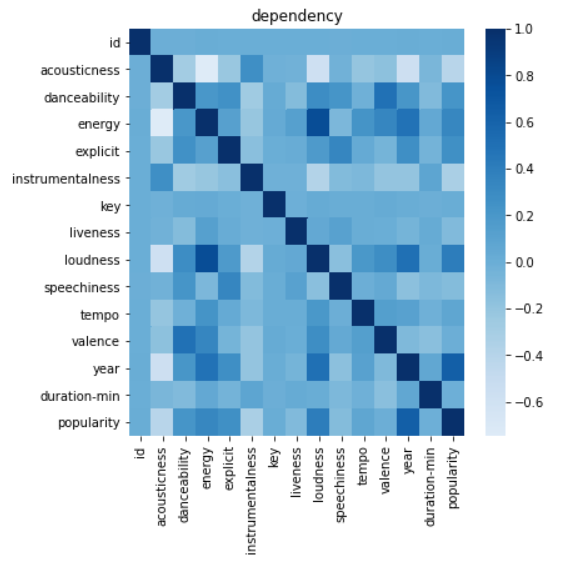 dependency
id
acousticness
danceability
energy
explicit
instrumentalness
key
liveness
loudness
speechiness
tempo
valence
year
duration-min
popularity
id
acousticness
danceability
energy
explicit
instrumentalness
key
liveness
loudness
speechiness
tempo
valence
year
duration-min
popularity
1.0
0.8
0.6
0.4
0.2
0.0
−0.2
−0.4
−0.6